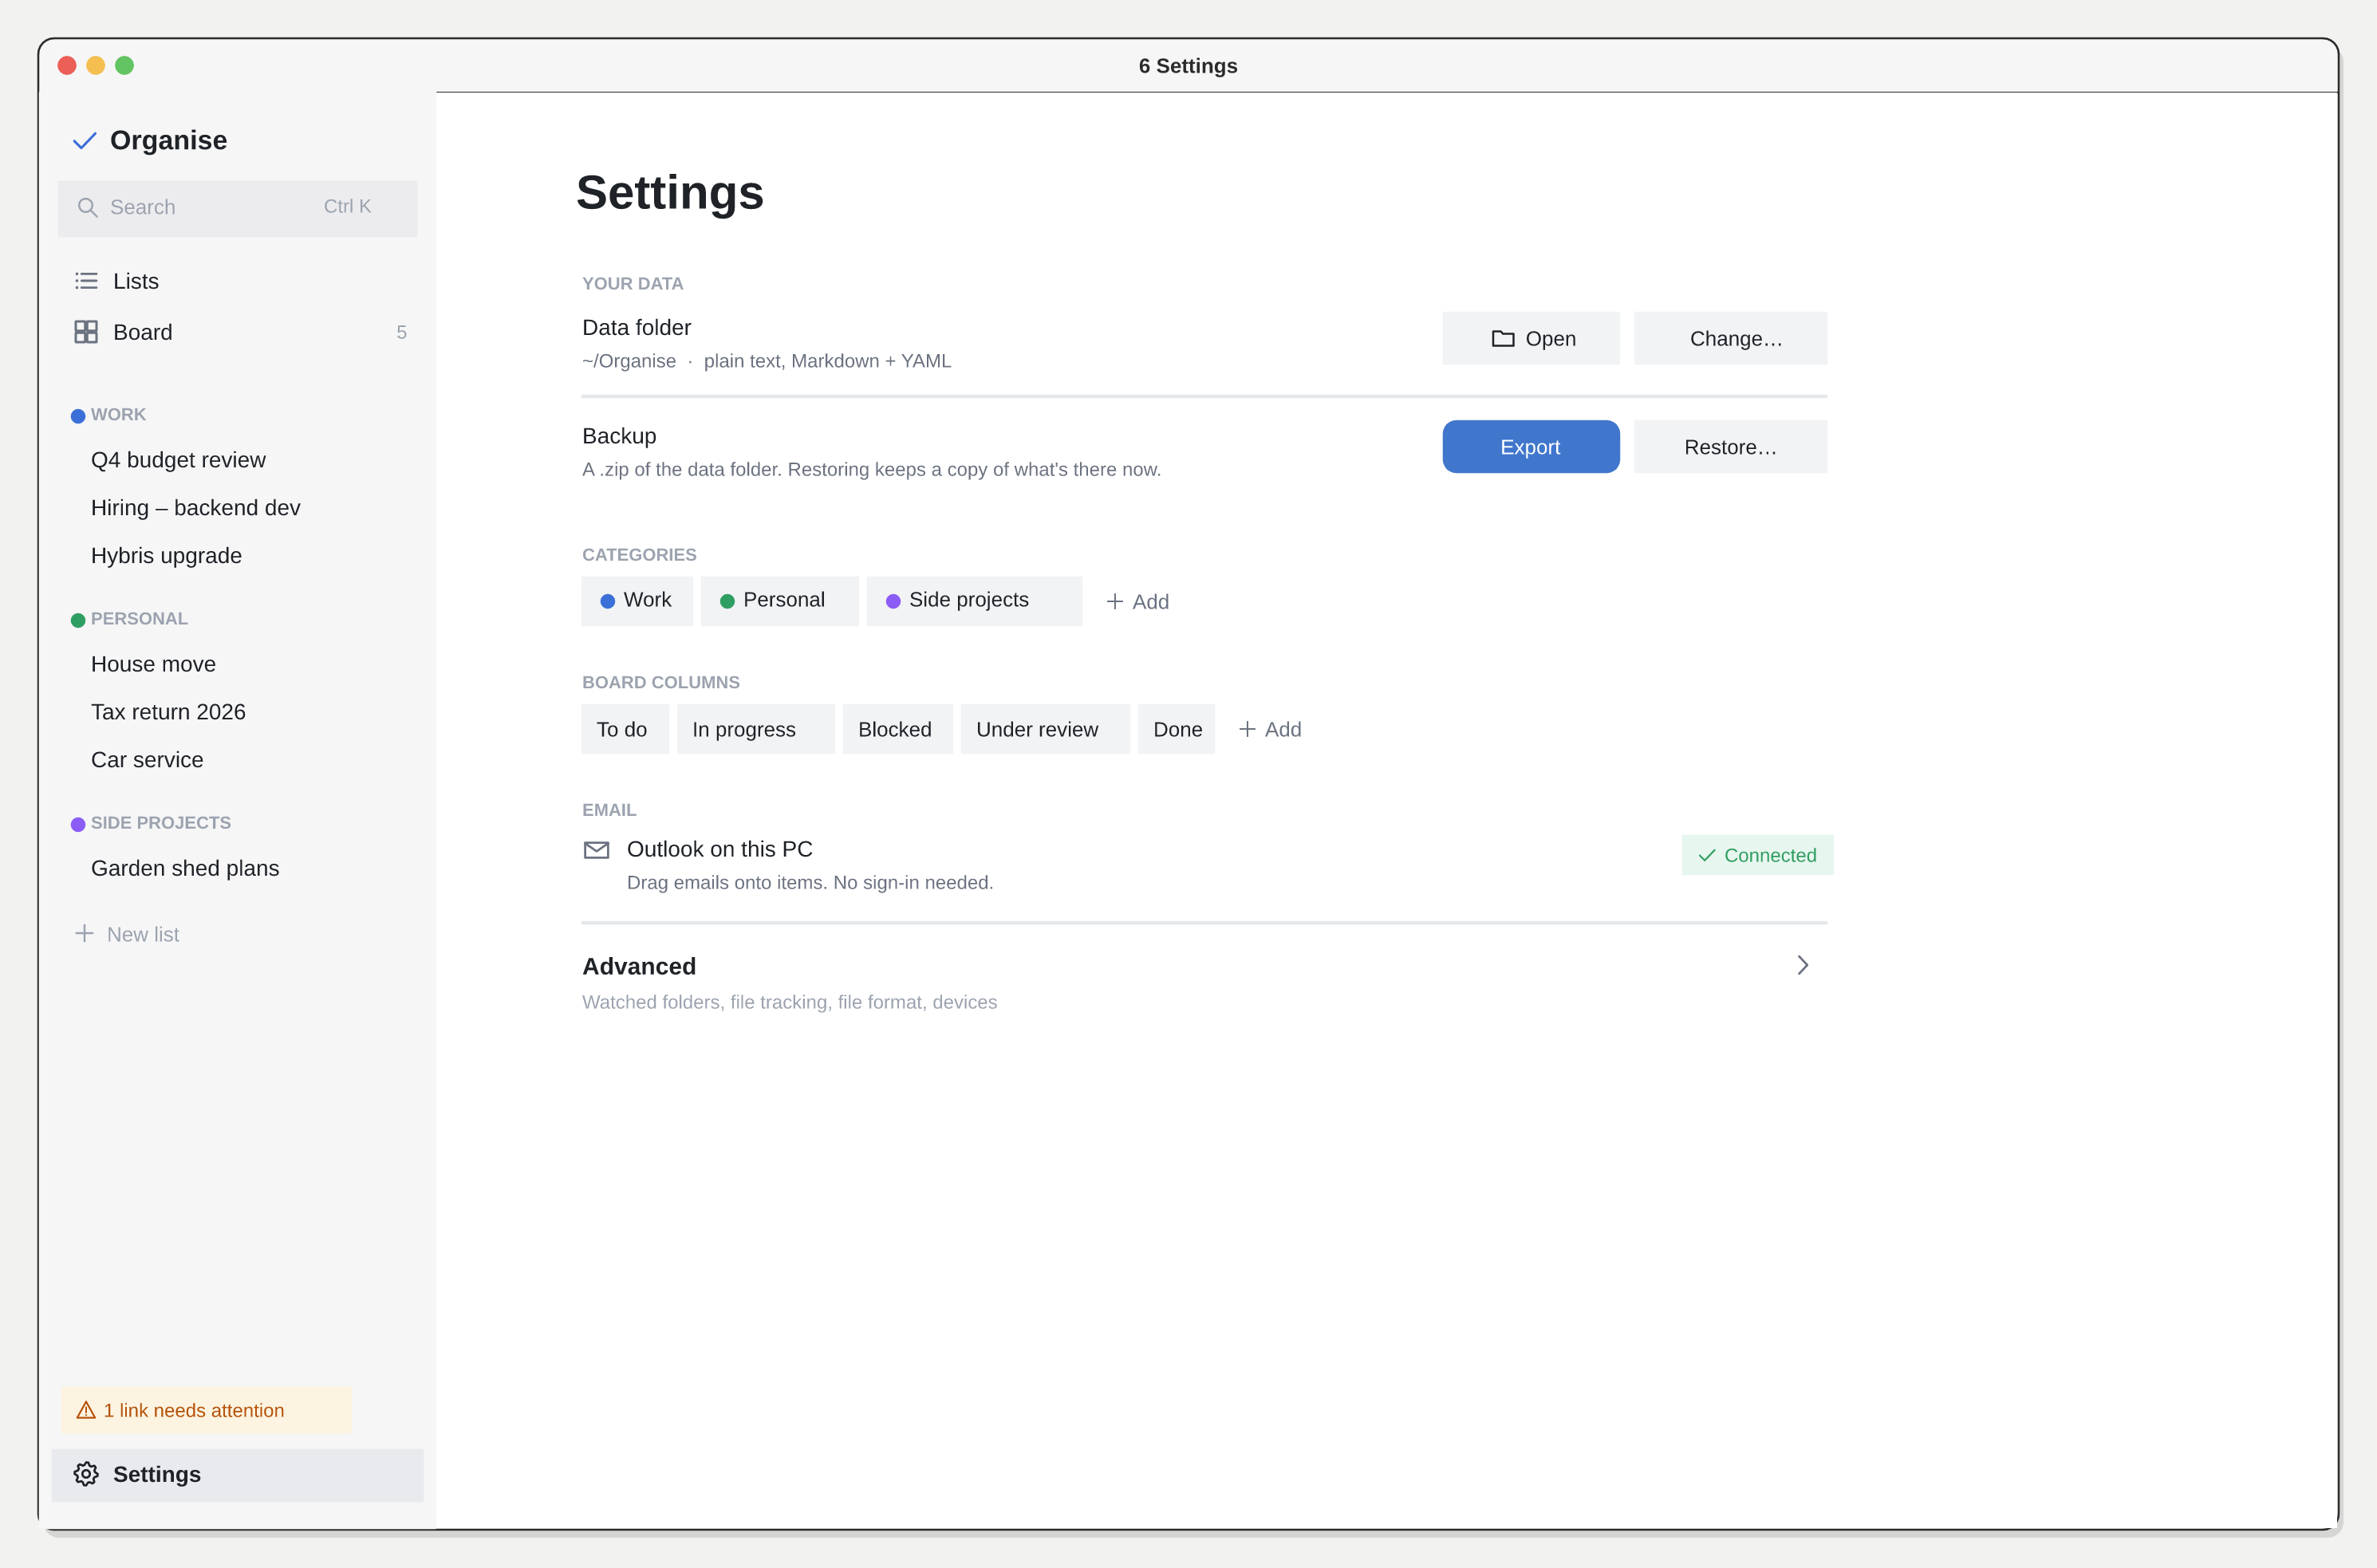 6 Settings
Organise
Search Ctrl K
Lists
Board 5
WORK
Q4 budget review
Hiring – backend dev
Hybris upgrade
PERSONAL
House move
Tax return 2026
Car service
SIDE PROJECTS
Garden shed plans
New list
1 link needs attention
Settings
Settings
YOUR DATA
Data folder
~/Organise · plain text, Markdown + YAML
Open Change…
Backup
A .zip of the data folder. Restoring keeps a copy of what's there now.
Export Restore…
CATEGORIES
Work Personal Side projects Add
BOARD COLUMNS
To do In progress Blocked Under review Done Add
EMAIL
Outlook on this PC
Drag emails onto items. No sign-in needed.
Connected
Advanced
Watched folders, file tracking, file format, devices